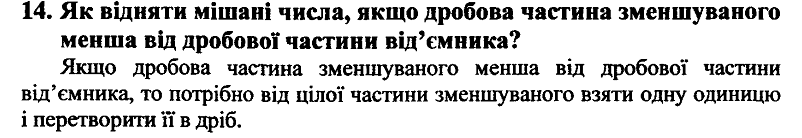 14. Як відняти мішані числа, якщо дробова частина зменшуваного
менша від дробової частини від’ємника?
Якщо дробова частина зменшуваного менша від дробової частини
від’ємника, то потрібно від цілої частини зменшуваного взяти одну одиницю
і перетворити її в дріб.